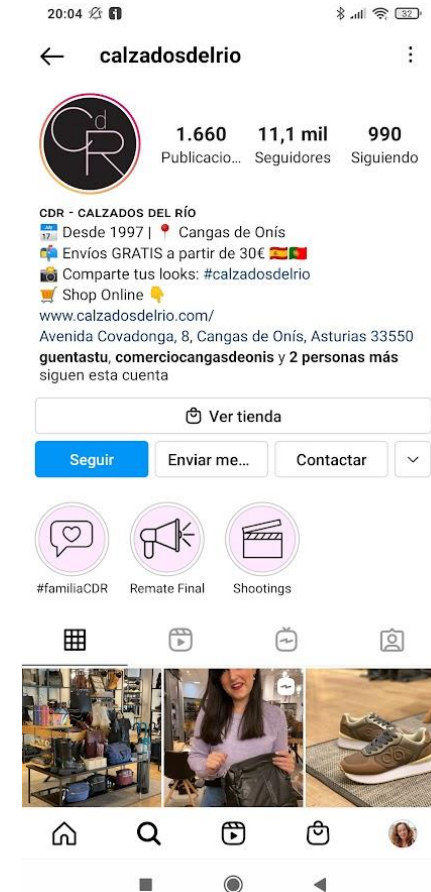 20:04
32
calzadosdelrio
CdR
1.660 11,1 mil 990
Publicacio... Seguidores Siguiendo
CDR - CALZADOS DEL RÍO
Desde 1997 | Cangas de Onís
Envíos GRATIS a partir de 30€
Comparte tus looks: #calzadosdelrio
Shop Online
www.calzadosdelrio.com/
Avenida Covadonga, 8, Cangas de Onís, Asturias 33550
guentastu, comerciocangasdeonis y 2 personas más
siguen esta cuenta
Ver tienda
Seguir Enviar me... Contactar
#familiaCDR Remate Final Shootings